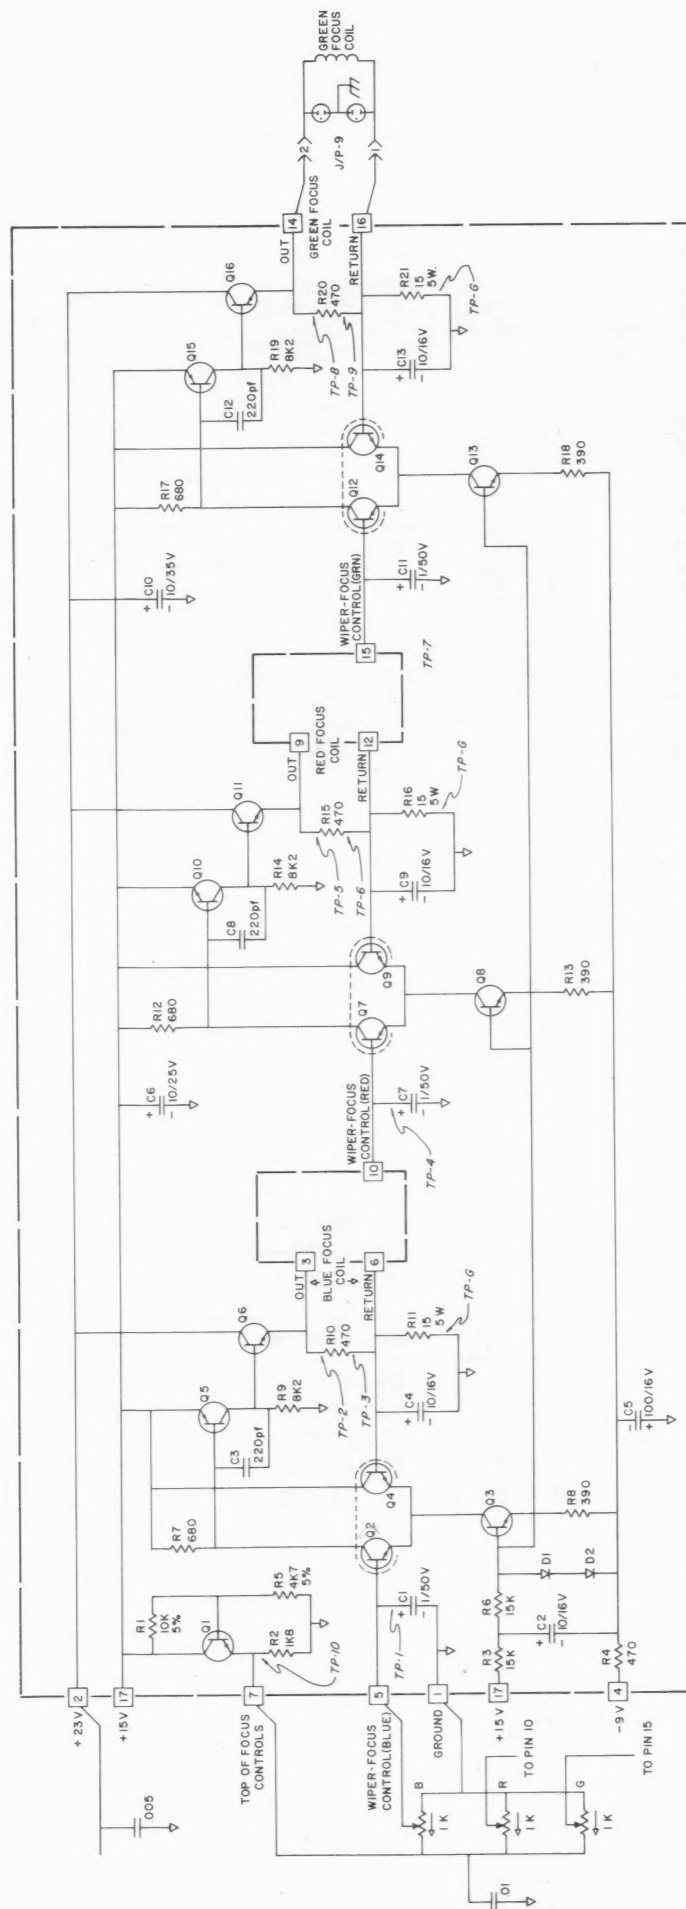 +23V
2
+15V
17
.005
TOP OF FOCUS
CONTROLS
7
WIPER-FOCUS
CONTROL(BLUE)
5
1
GROUND
+15V
17
-9V
4
B
R
G
1K
1K
1K
TO PIN 10
TO PIN 15
.01
R1
10K
5%
Q1
R2
1K8
R5
4K7
5%
TP-10
TP-1
+ C1
- 1/50V
R3
15K
R6
15K
+ C2
- 10/16V
R4
470
D1
D2
R7
680
Q2
Q4
Q3
R8
390
- C5
+ 100/16V
Q5
C3
220pf
R9
8K2
Q6
TP-2
R10
470
TP-3
+ C4
- 10/16V
R11
15
5W
TP-G
OUT
3
BLUE FOCUS
COIL
6
RETURN
WIPER-FOCUS
CONTROL(RED)
10
TP-4
+ C7
- 1/50V
+ C6
- 10/25V
R12
680
Q7
Q9
Q8
R13
390
Q10
C8
220pf
R14
8K2
Q11
TP-5
R15
470
TP-6
+ C9
- 10/16V
R16
15
5W
TP-G
OUT
9
RED FOCUS
COIL
12
RETURN
WIPER-FOCUS
CONTROL(GRN)
15
TP-7
+ C11
- 1/50V
+ C10
- 10/35V
R17
680
Q12
Q14
Q13
R18
390
Q15
C12
220pf
R19
8K2
Q16
TP-8
R20
470
TP-9
+ C13
- 10/16V
R21
15
5W.
TP-G
OUT
14
GREEN FOCUS
COIL
16
RETURN
2
1
J/P-9
GREEN
FOCUS
COIL